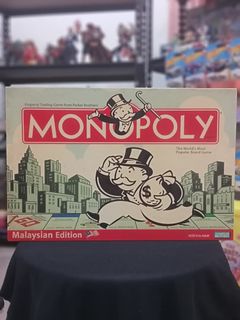 Property Trading Game from Parker Brothers
MONOPOLY
The World's Most
Popular Board Game
Malaysian Edition